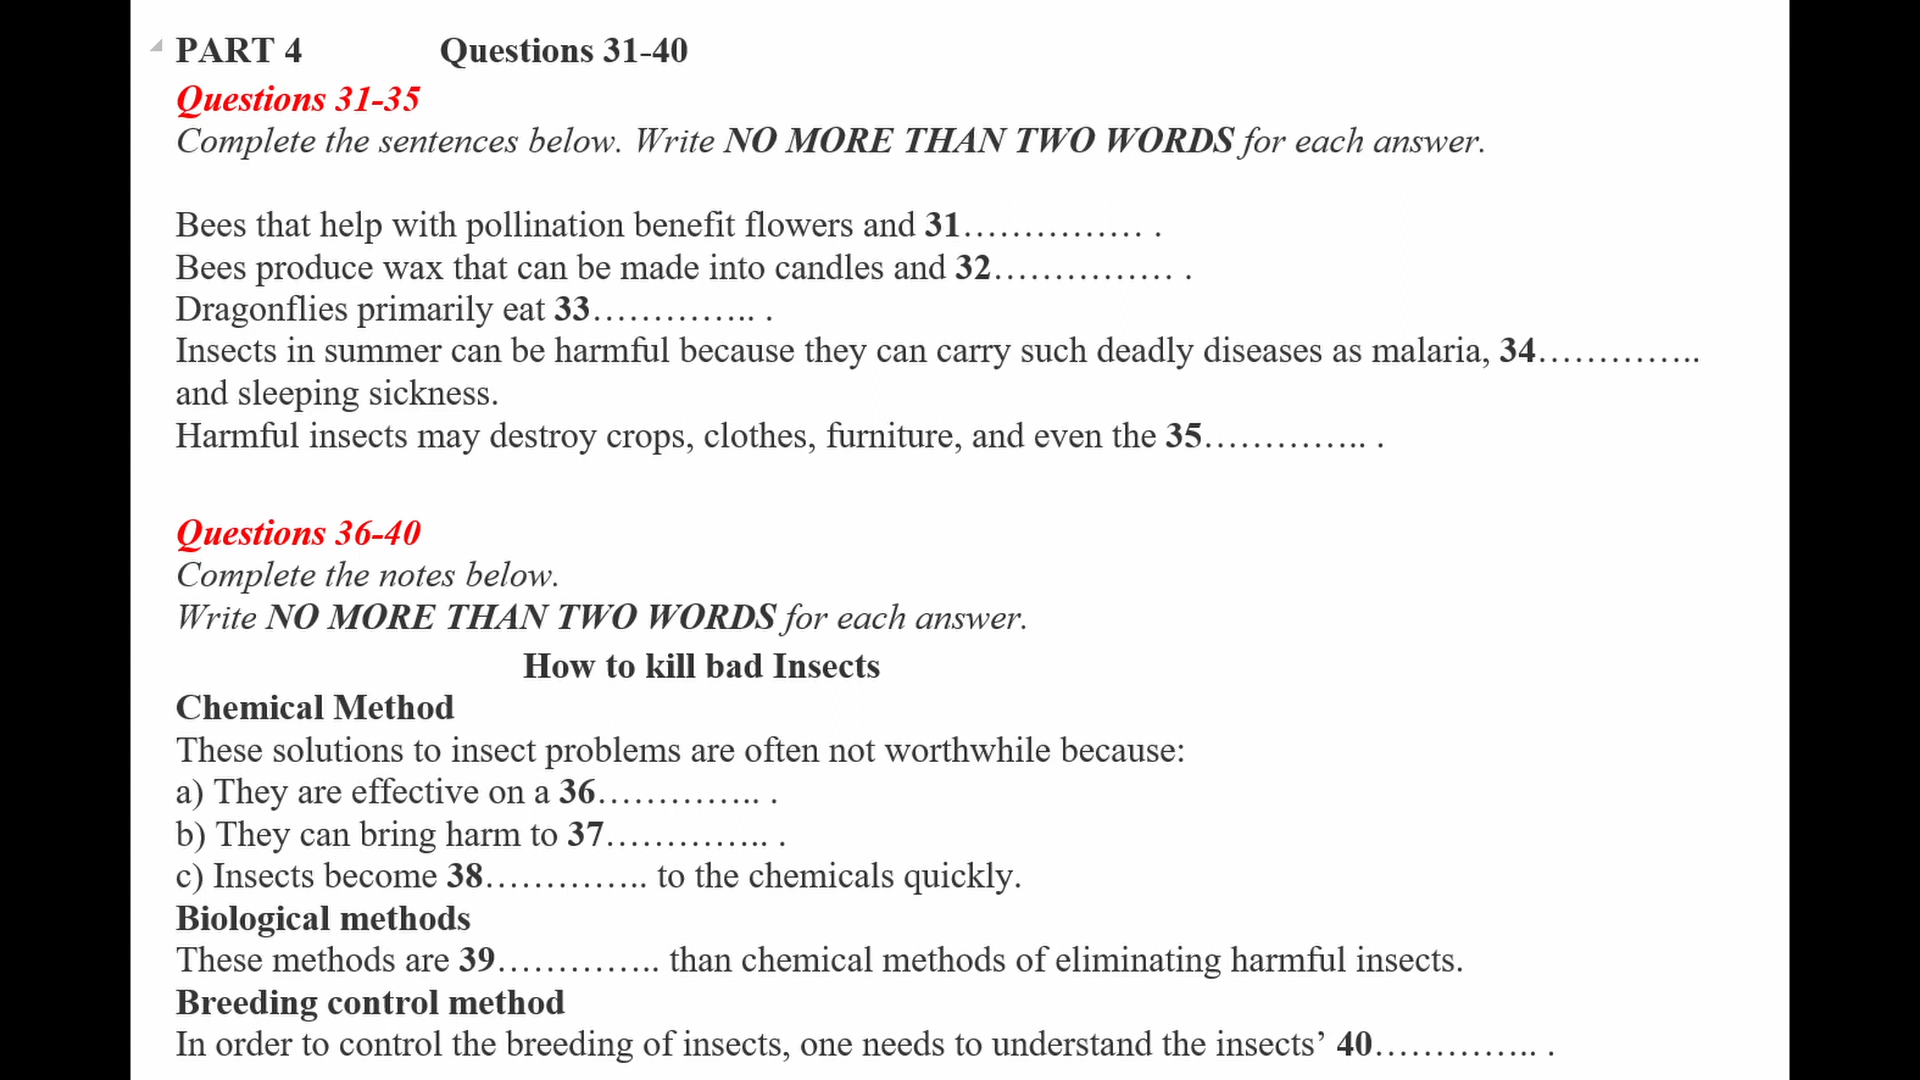 PART 4 Questions 31-40
Questions 31-35
Complete the sentences below. Write NO MORE THAN TWO WORDS for each answer.
Bees that help with pollination benefit flowers and 31…………… .
Bees produce wax that can be made into candles and 32…………… .
Dragonflies primarily eat 33………….. .
Insects in summer can be harmful because they can carry such deadly diseases as malaria, 34…………..
and sleeping sickness.
Harmful insects may destroy crops, clothes, furniture, and even the 35………….. .
Questions 36-40
Complete the notes below.
Write NO MORE THAN TWO WORDS for each answer.
How to kill bad Insects
Chemical Method
These solutions to insect problems are often not worthwhile because:
a) They are effective on a 36………….. .
b) They can bring harm to 37………….. .
c) Insects become 38………….. to the chemicals quickly.
Biological methods
These methods are 39………….. than chemical methods of eliminating harmful insects.
Breeding control method
In order to control the breeding of insects, one needs to understand the insects’ 40………….. .